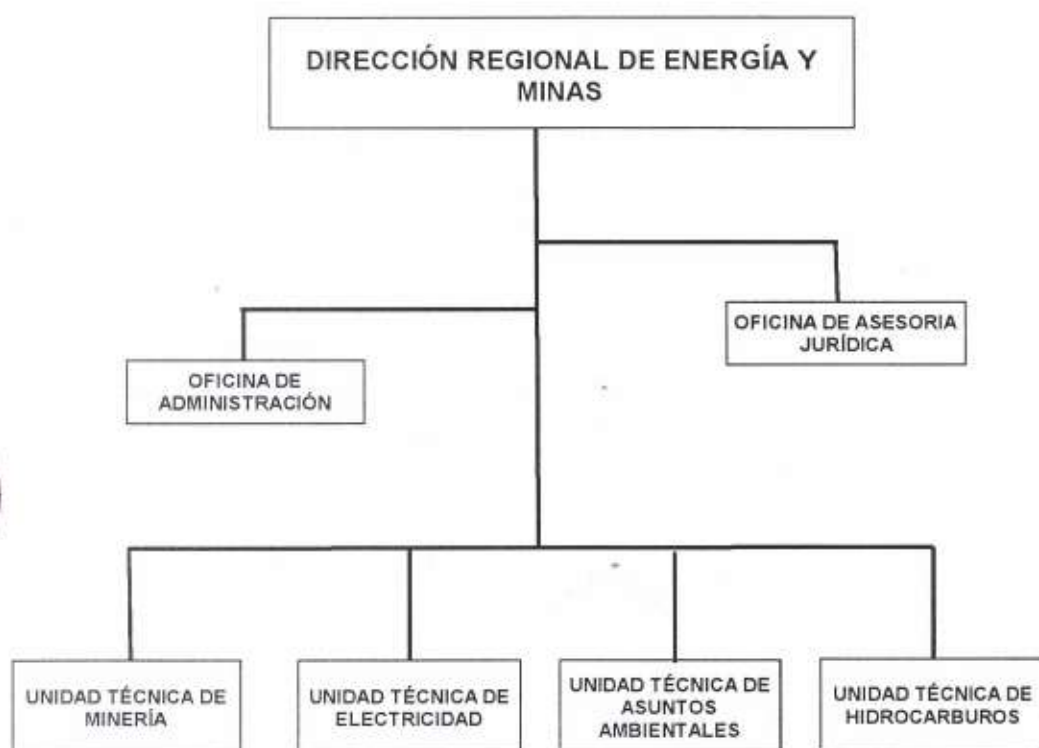 DIRECCIÓN REGIONAL DE ENERGÍA Y
MINAS
OFICINA DE ASESORIA
JURÍDICA
OFICINA DE
ADMINISTRACIÓN
UNIDAD TÉCNICA DE
MINERÍA
UNIDAD TÉCNICA DE
ELECTRICIDAD
UNIDAD TÉCNICA DE
ASUNTOS
AMBIENTALES
UNIDAD TÉCNICA DE
HIDROCARBUROS